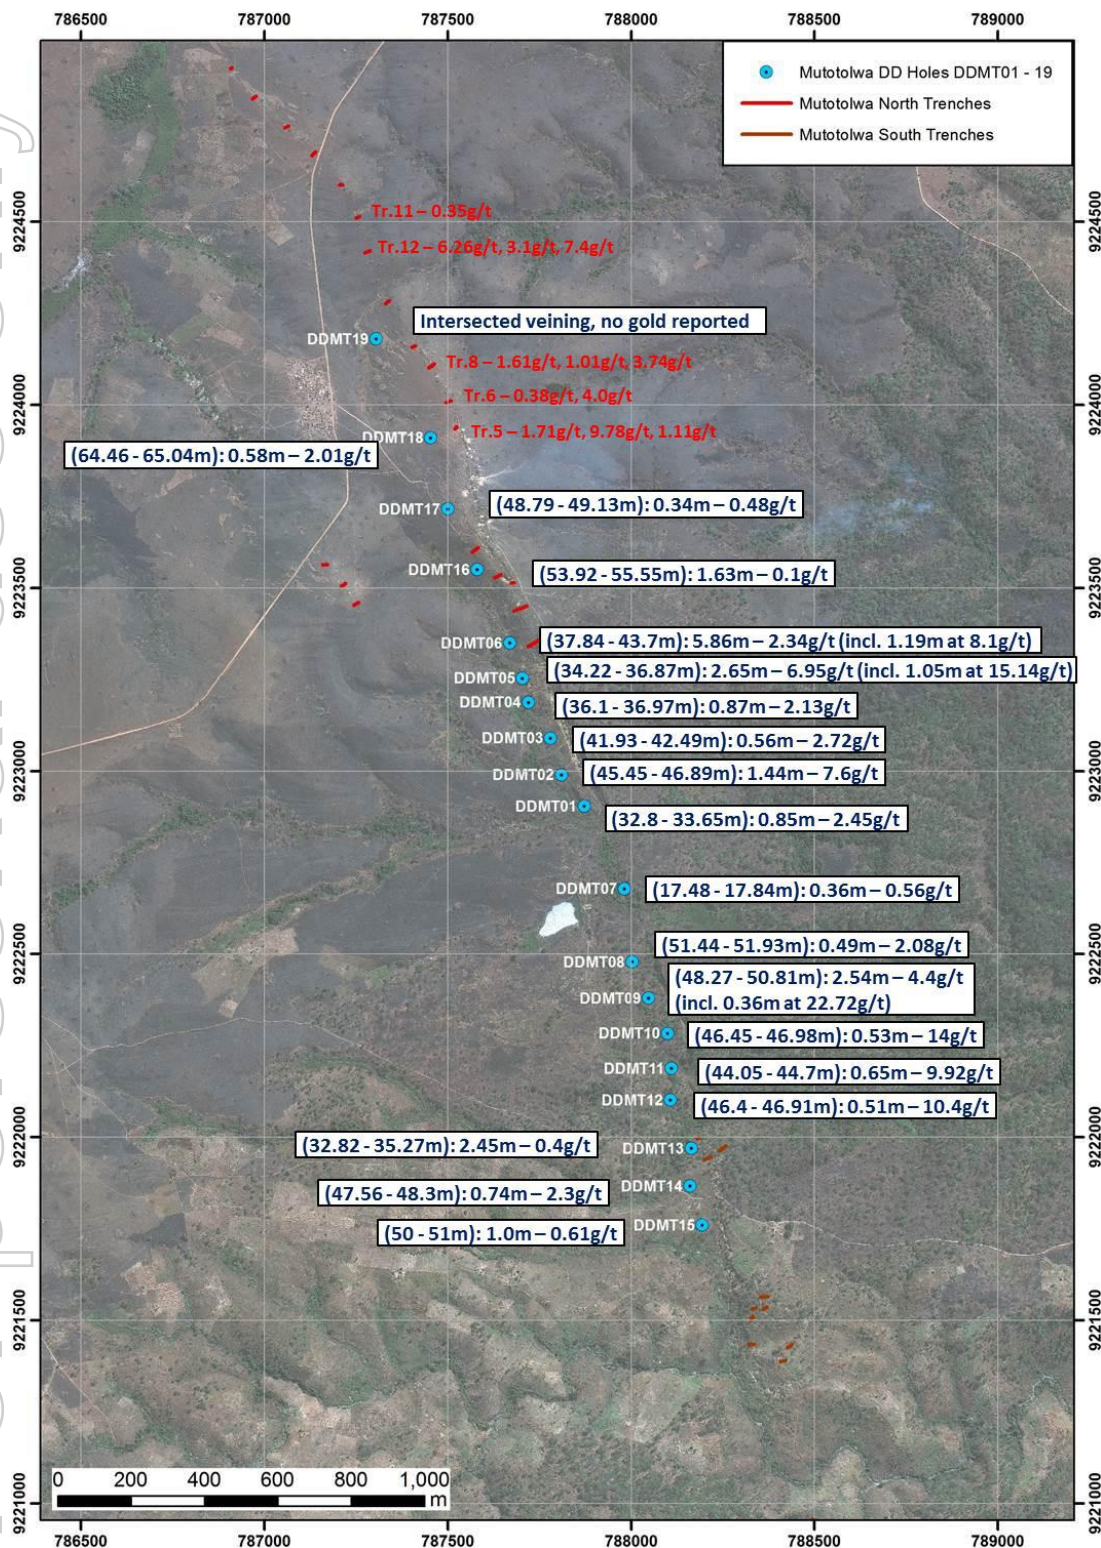 786500 787000 787500 788000 788500 789000
Mutotolwa DD Holes DDMT01 - 19
Mutotolwa North Trenches
Mutotolwa South Trenches
9224500 9224500
Tr.11 – 0.35g/t
Tr.12 – 6.26g/t, 3.1g/t, 7.4g/t
Intersected veining, no gold reported
DDMT19
Tr.8 – 1.61g/t, 1.01g/t, 3.74g/t
Tr.6 – 0.38g/t, 4.0g/t
9224000 9224000
Tr.5 – 1.71g/t, 9.78g/t, 1.11g/t
DDMT18
(64.46 - 65.04m): 0.58m – 2.01g/t
DDMT17
(48.79 - 49.13m): 0.34m – 0.48g/t
DDMT16
(53.92 - 55.55m): 1.63m – 0.1g/t
9223500 9223500
DDMT06
(37.84 - 43.7m): 5.86m – 2.34g/t (incl. 1.19m at 8.1g/t)
DDMT05
(34.22 - 36.87m): 2.65m – 6.95g/t (incl. 1.05m at 15.14g/t)
DDMT04
(36.1 - 36.97m): 0.87m – 2.13g/t
DDMT03
(41.93 - 42.49m): 0.56m – 2.72g/t
9223000 9223000
DDMT02
(45.45 - 46.89m): 1.44m – 7.6g/t
DDMT01
(32.8 - 33.65m): 0.85m – 2.45g/t
DDMT07
(17.48 - 17.84m): 0.36m – 0.56g/t
9222500 9222500
DDMT08
(51.44 - 51.93m): 0.49m – 2.08g/t
DDMT09
(48.27 - 50.81m): 2.54m – 4.4g/t
(incl. 0.36m at 22.72g/t)
DDMT10
(46.45 - 46.98m): 0.53m – 14g/t
DDMT11
(44.05 - 44.7m): 0.65m – 9.92g/t
DDMT12
(46.4 - 46.91m): 0.51m – 10.4g/t
9222000 9222000
(32.82 - 35.27m): 2.45m – 0.4g/t
DDMT13
(47.56 - 48.3m): 0.74m – 2.3g/t
DDMT14
(50 - 51m): 1.0m – 0.61g/t
DDMT15
9221500 9221500
0 200 400 600 800 1,000
m
9221000 9221000
786500 787000 787500 788000 788500 789000